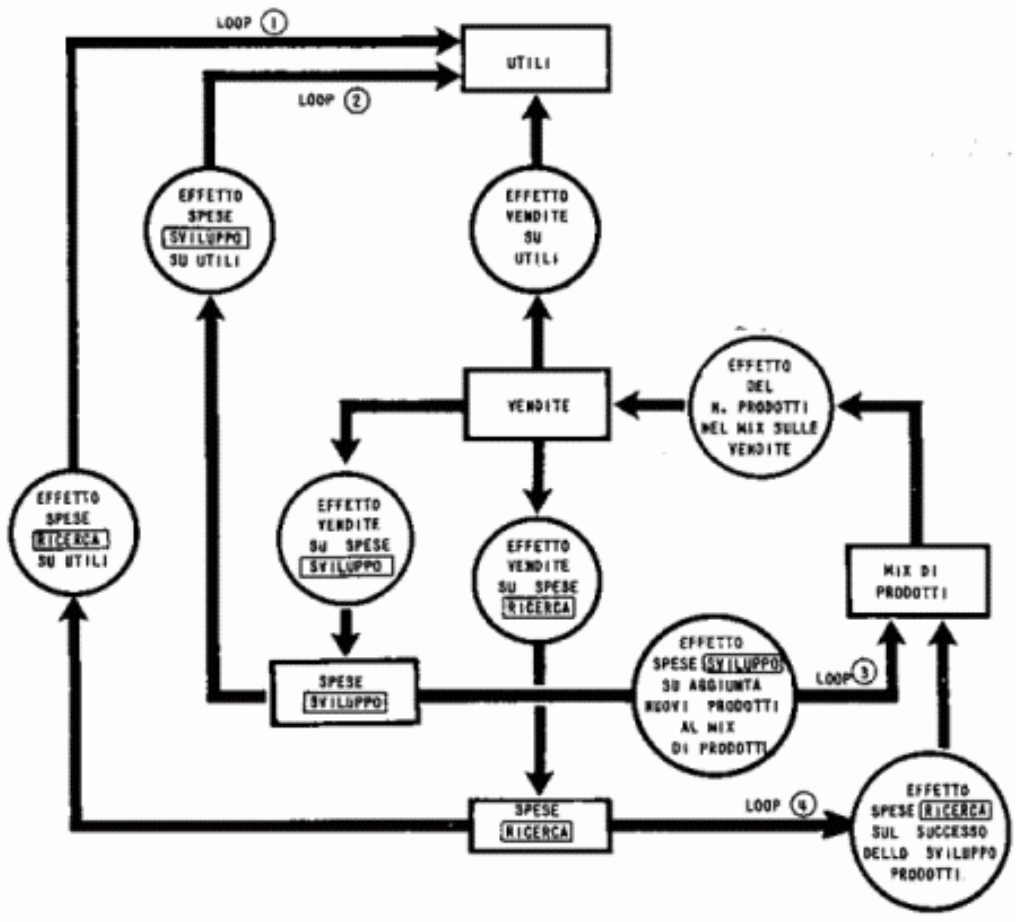 LOOP 1
UTILI
LOOP 2
EFFETTO
SPESE
SVILUPPO
SU UTILI
EFFETTO
VENDITE
SU
UTILI
VENDITE
EFFETTO
DEL
N. PRODOTTI
NEL MIX SULLE
VENDITE
EFFETTO
SPESE
RICERCA
SU UTILI
EFFETTO
VENDITE
SU SPESE
SVILUPPO
EFFETTO
VENDITE
SU SPESE
RICERCA
MIX DI
PRODOTTI
SPESE
SVILUPPO
EFFETTO
SPESE SVILUPPO
SU AGGIUNTA
NUOVI PRODOTTI
AL MIX
DI PRODOTTI
LOOP 3
SPESE
RICERCA
LOOP 4
EFFETTO
SPESE RICERCA
SUL SUCCESSO
DELLO SVILUPPO
PRODOTTI.